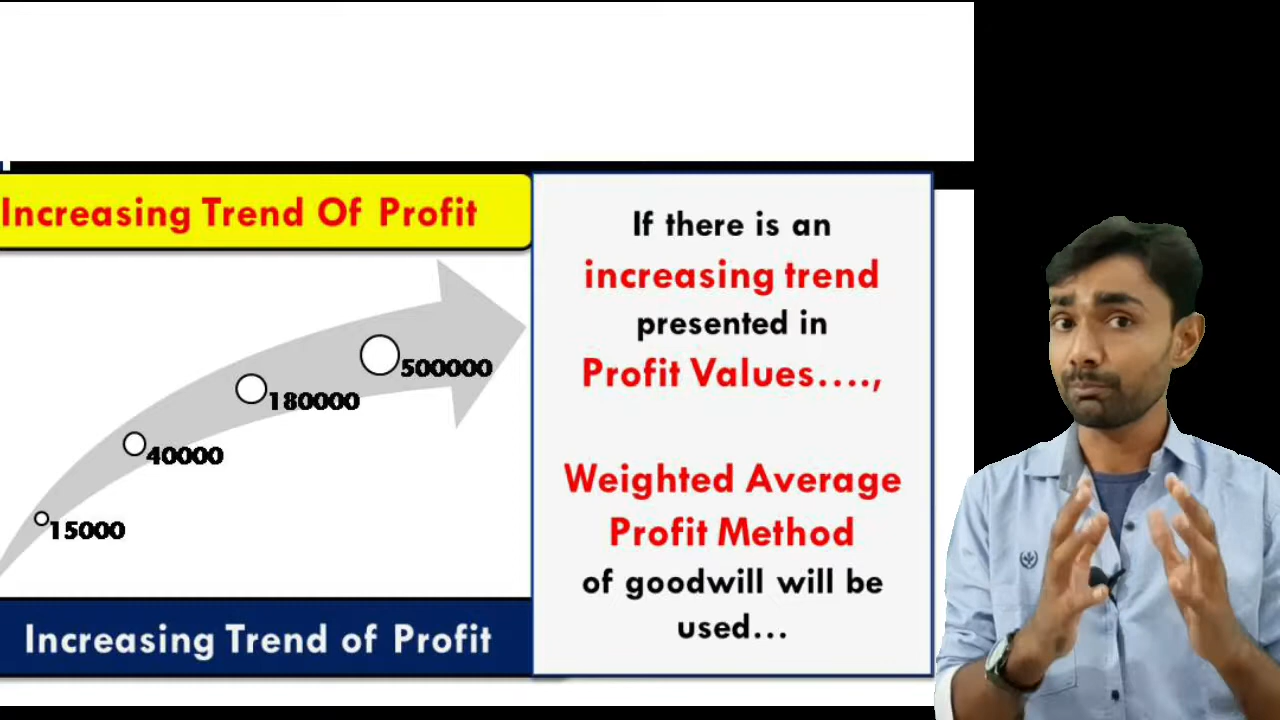 Increasing Trend Of Profit
500000
180000
40000
15000
Increasing Trend of Profit
If there is an
increasing trend
presented in
Profit Values....,
Weighted Average
Profit Method
of goodwill will be
used...